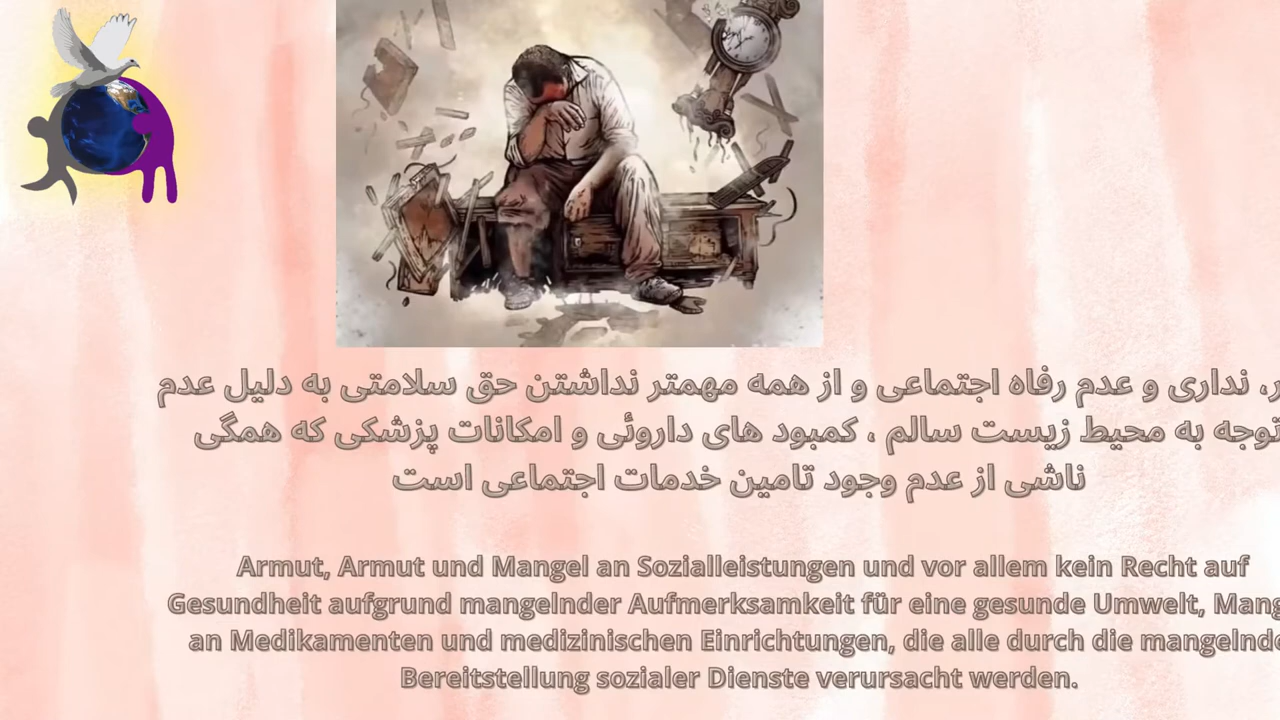 ، نداری و عدم رفاه اجتماعی و از همه مهمتر نداشتن حق سلامتی به دلیل عدم
توجه به محیط زیست سالم ، کمبود های داروئی و امکانات پزشکی که همگی
ناشی از عدم وجود تامین خدمات اجتماعی است
Armut, Armut und Mangel an Sozialleistungen und vor allem kein Recht auf
Gesundheit aufgrund mangelnder Aufmerksamkeit für eine gesunde Umwelt,
an Medikamenten und medizinischen Einrichtungen, die alle durch die
Bereitstellung sozialer Dienste verursacht werden.